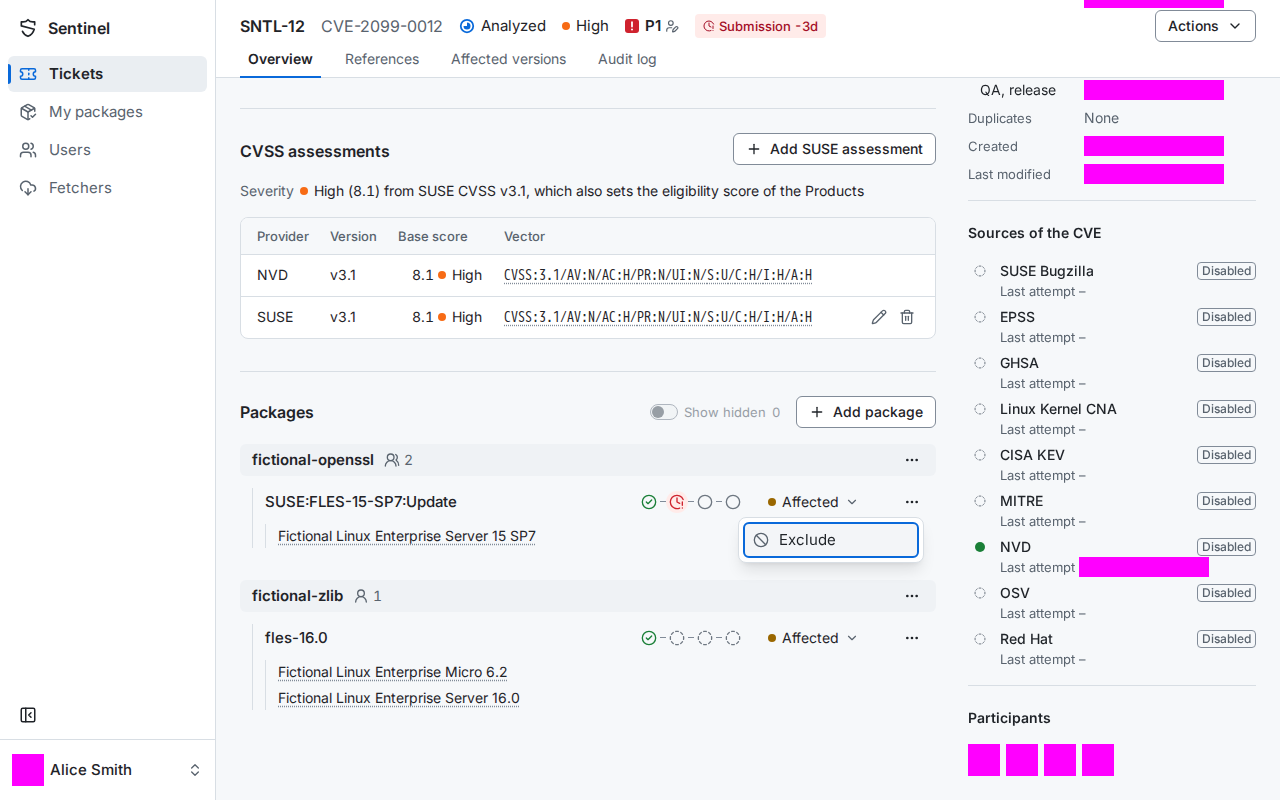 Sentinel
Tickets
My packages
Users
Fetchers
Alice Smith
SNTL-12 CVE-2099-0012 Analyzed High P1 Submission -3d
Actions
Overview References Affected versions Audit log
CVSS assessments
Add SUSE assessment
Severity High (8.1) from SUSE CVSS v3.1, which also sets the eligibility score of the Products
Provider Version Base score Vector
NVD v3.1 8.1 High CVSS:3.1/AV:N/AC:H/PR:N/UI:N/S:U/C:H/I:H/A:H
SUSE v3.1 8.1 High CVSS:3.1/AV:N/AC:H/PR:N/UI:N/S:U/C:H/I:H/A:H
Packages
Show hidden 0
Add package
fictional-openssl 2
SUSE:FLES-15-SP7:Update Affected
Fictional Linux Enterprise Server 15 SP7
Exclude
fictional-zlib 1
fles-16.0 Affected
Fictional Linux Enterprise Micro 6.2
Fictional Linux Enterprise Server 16.0
QA, release
Duplicates None
Created
Last modified
Sources of the CVE
SUSE Bugzilla Disabled
Last attempt –
EPSS Disabled
Last attempt –
GHSA Disabled
Last attempt –
Linux Kernel CNA Disabled
Last attempt –
CISA KEV Disabled
Last attempt –
MITRE Disabled
Last attempt –
NVD Disabled
Last attempt
OSV Disabled
Last attempt –
Red Hat Disabled
Last attempt –
Participants